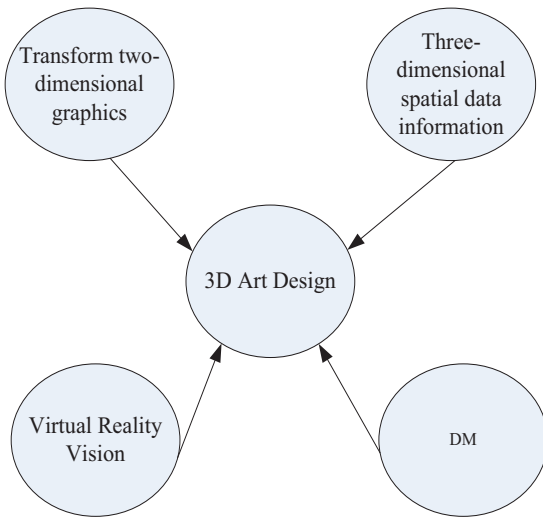 Transform two-
dimensional
graphics
Three-
dimensional
spatial data
information
3D Art Design
Virtual Reality
Vision
DM